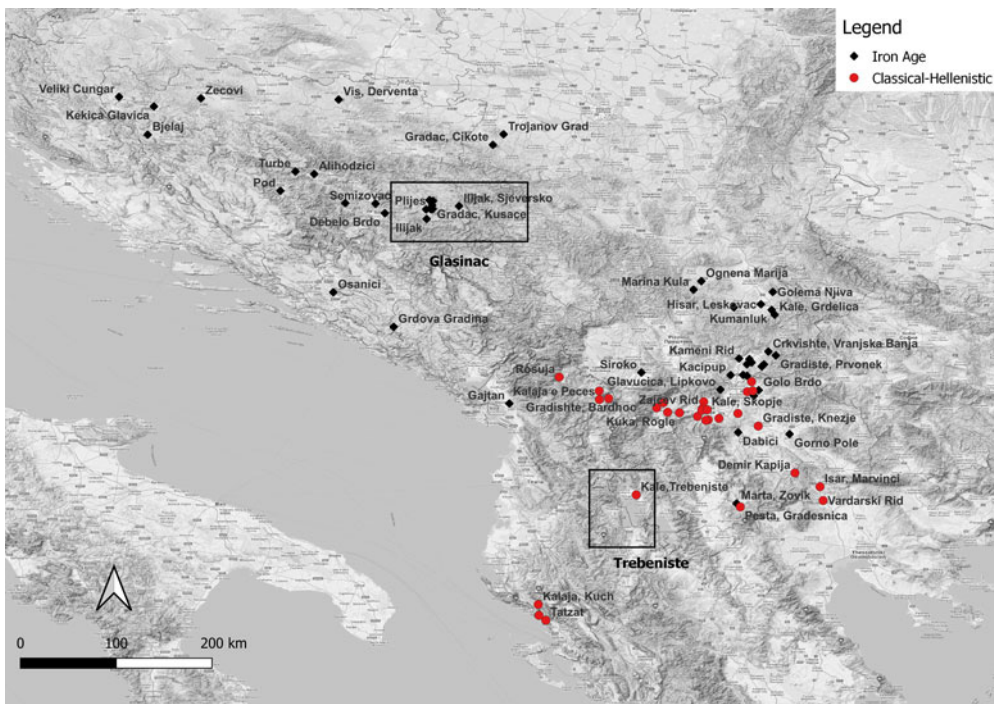 Legend
Iron Age
Classical-Hellenistic
Veliki Cungar
Zecovi
Vis, Derventa
Kekica Glavica
Bjelaj
Trojanov Grad
Gradac, Cikote
Turbe
Alihodzici
Pod
Semizovac
Plijes
Ilijak, Sjeversko
Gradac, Kusace
Debelo Brdo
Ilijak
Glasinac
Osanici
Grdova Gradina
Ognena Marija
Marina Kula
Golema Njiva
Hisar, Leskovac
Kale, Grdelica
Kumanluk
Crkvishte, Vranjska Banja
Kameni Rid
Gradiste, Prvonek
Kacipup
Siroko
Rosuja
Glavucica, Lipkovo
Golo Brdo
Kalaja e Peces
Gajtan
Gradishte, Bardhoc
Zajcev Rid
Kale, Skopje
Kuka, Rogle
Gradiste, Knezje
Dabici
Gorno Pole
Demir Kapija
Isar, Marvinci
Kale,Trebeniste
Marta, Zovik
Vardarski Rid
Pesta, Gradesnica
Trebeniste
Kalaja, Kuch
Tatzat
0
100
200 km